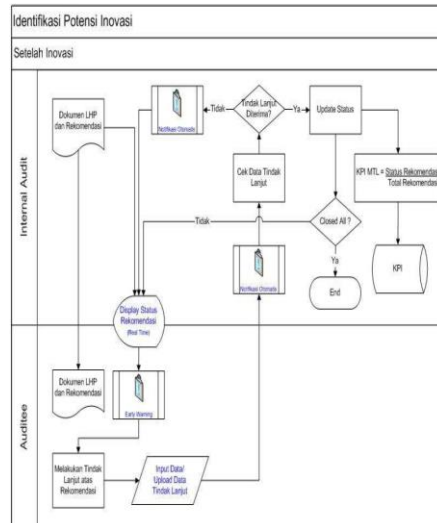 Identifikasi Potensi Inovasi
Setelah Inovasi
Internal Audit
Dokumen LHP
dan Rekomendasi
Notifikasi Otomatis
Tidak
Tindak Lanjut
Diterima?
Ya
Update Status
Cek Data Tindak
Lanjut
KPI MTL = Status Rekomendasi
Total Rekomendasi
Tidak
Closed All ?
Notifikasi Otomatis
Ya
KPI
End
Display Status
Rekomendasi
(Real Time)
Auditee
Dokumen LHP
dan Rekomendasi
Early Warning
Melakukan Tindak
Lanjut atas
Rekomendasi
Input Data/
Upload Data
Tindak Lanjut